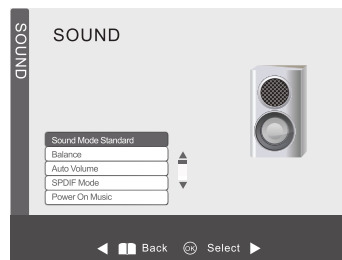 SOUND
SOUND
Sound Mode Standard
Balance
Auto Volume
SPDIF Mode
Power On Music
Back OK Select